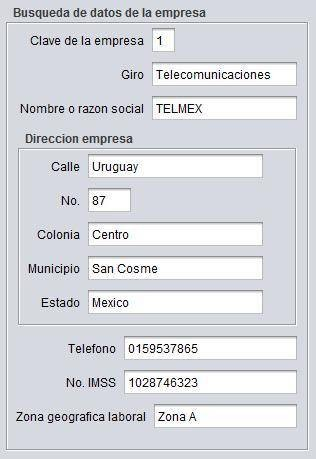 Busqueda de datos de la empresa
Clave de la empresa 1
Giro Telecomunicaciones
Nombre o razon social TELMEX
Direccion empresa
Calle Uruguay
No. 87
Colonia Centro
Municipio San Cosme
Estado Mexico
Telefono 0159537865
No. IMSS 1028746323
Zona geografica laboral Zona A